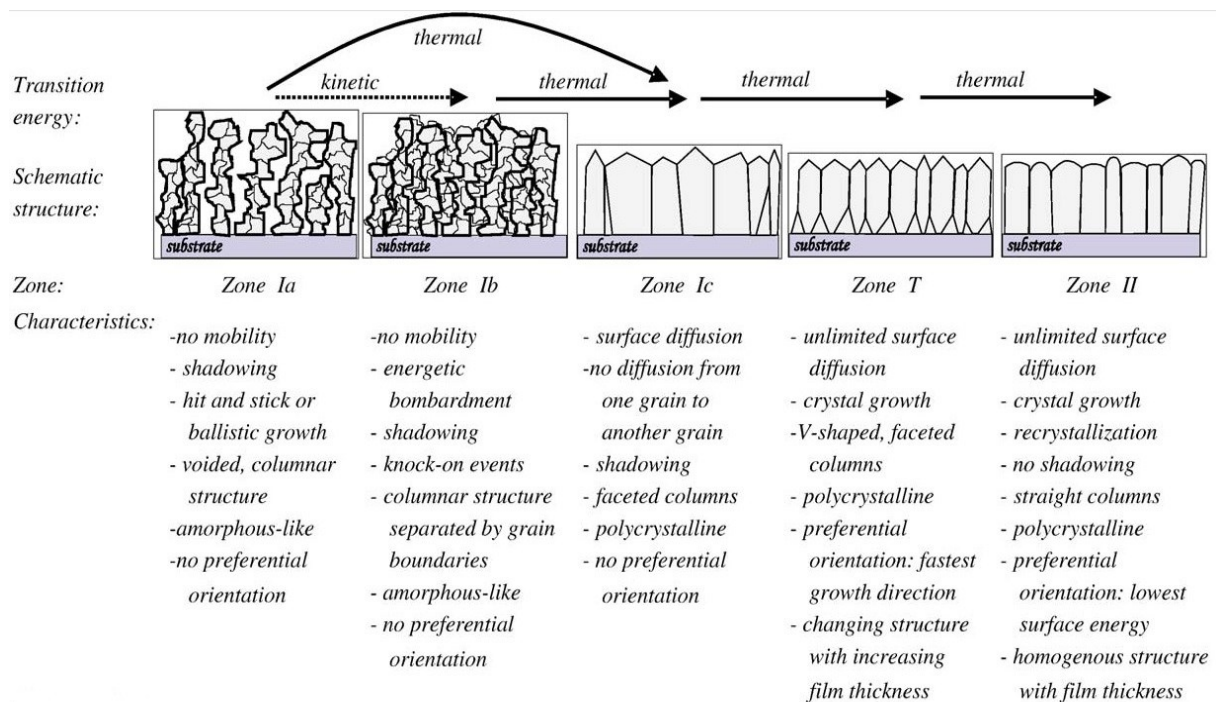 thermal
Transition
energy:
kinetic
thermal
thermal
thermal
Schematic
structure:
substrate
substrate
substrate
substrate
substrate
Zone:
Zone Ia
Zone Ib
Zone Ic
Zone T
Zone II
Characteristics:
-no mobility
- shadowing
- hit and stick or
ballistic growth
- voided, columnar
structure
-amorphous-like
-no preferential
orientation
-no mobility
- energetic
bombardment
- shadowing
- knock-on events
- columnar structure
separated by grain
boundaries
- amorphous-like
- no preferential
orientation
- surface diffusion
-no diffusion from
one grain to
another grain
- shadowing
- faceted columns
- polycrystalline
- no preferential
orientation
- unlimited surface
diffusion
- crystal growth
-V-shaped, faceted
columns
- polycrystalline
- preferential
orientation: fastest
growth direction
- changing structure
with increasing
film thickness
- unlimited surface
diffusion
- crystal growth
- recrystallization
- no shadowing
- straight columns
- polycrystalline
- preferential
orientation: lowest
surface energy
- homogenous structure
with film thickness